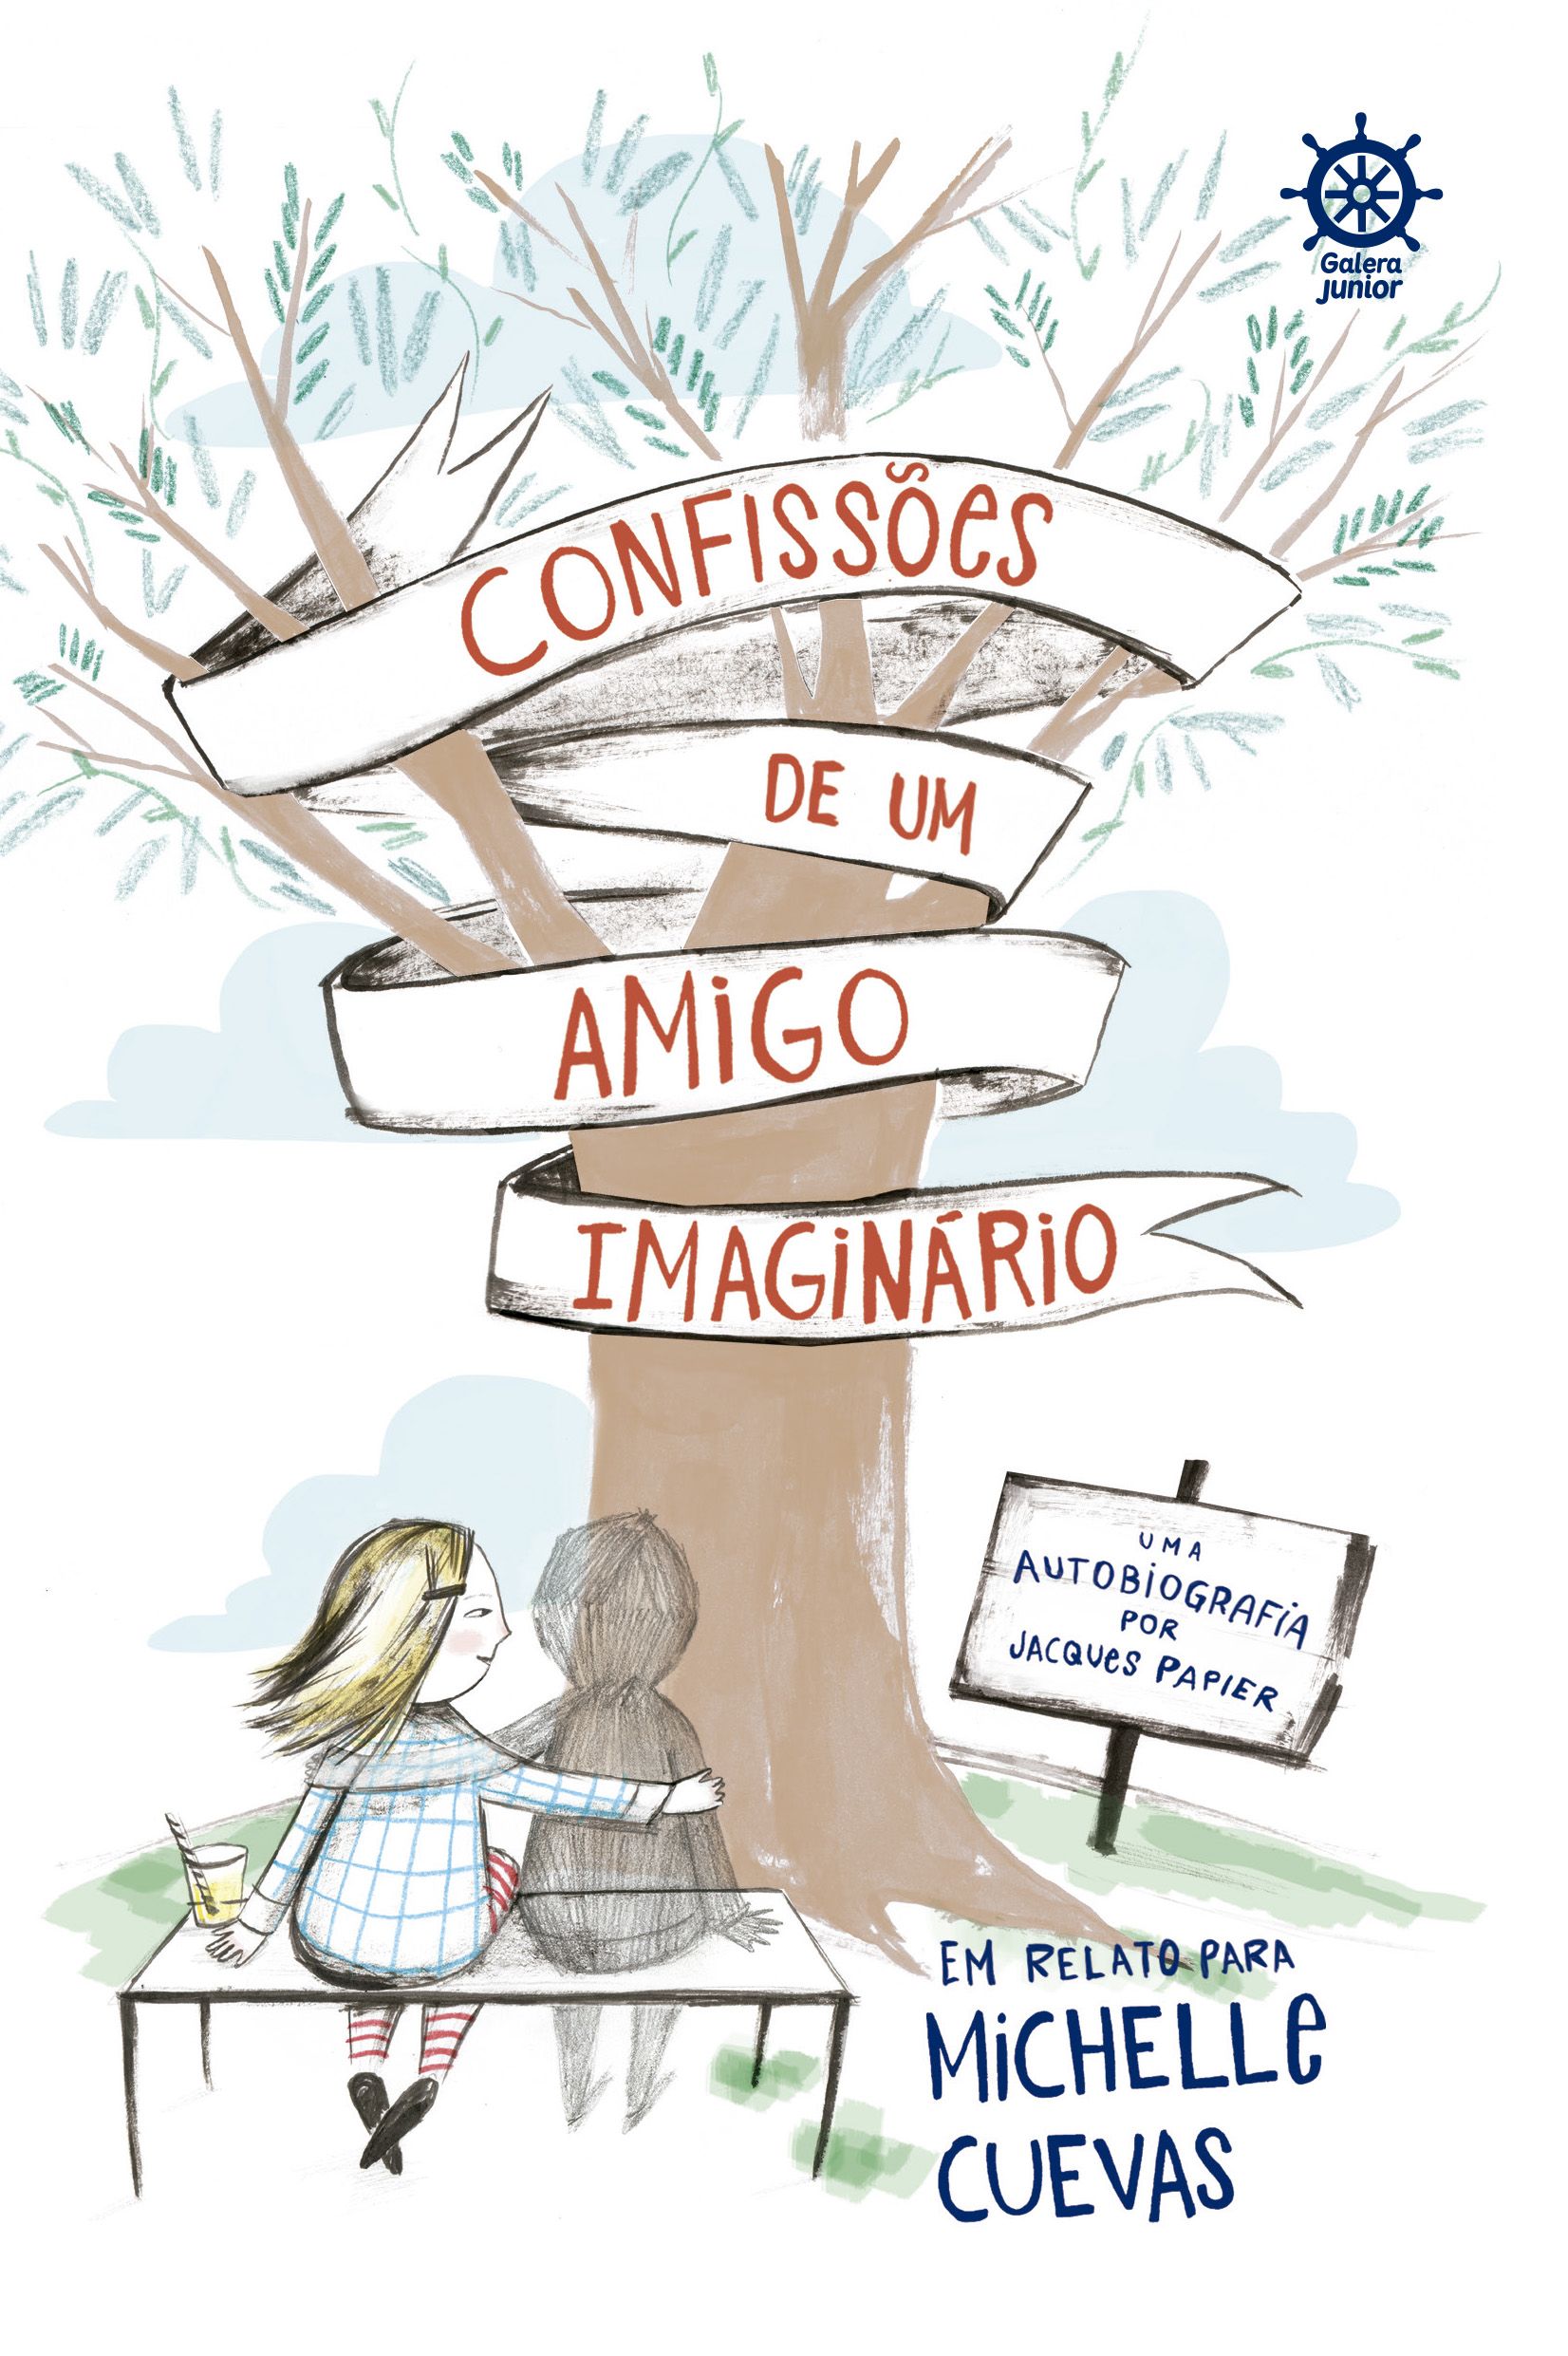 Galera
junior
CONFISSÕES
DE UM
AMIGO
IMAGINÁRIO
UMA
AUTOBIOGRAFIA
POR
JACQUES PAPIER
EM RELATO PARA
MICHELLE
CUEVAS